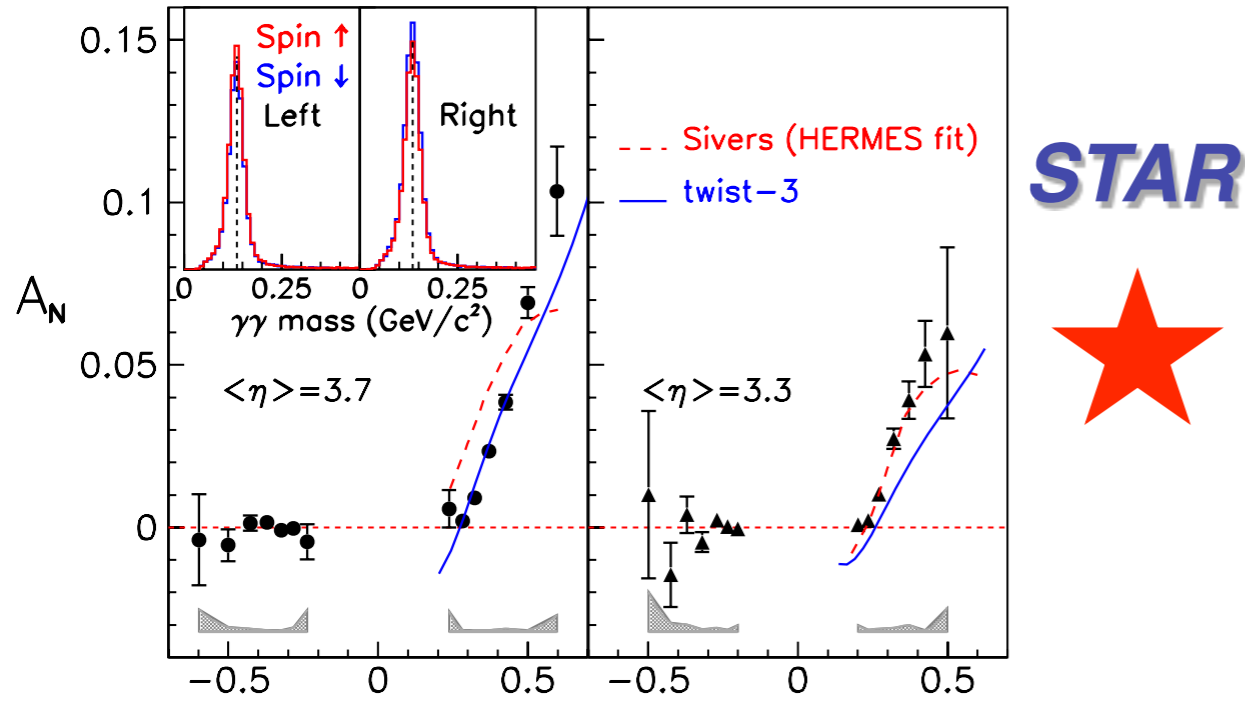 0.15
0.1
0.05
0
A_N
Spin ↑
Spin ↓
Left
Right
0 0.25 0 0.25
γγ mass (GeV/c²)
<η>=3.7
Sivers (HERMES fit)
twist-3
<η>=3.3
−0.5 0 0.5 −0.5 0 0.5
STAR